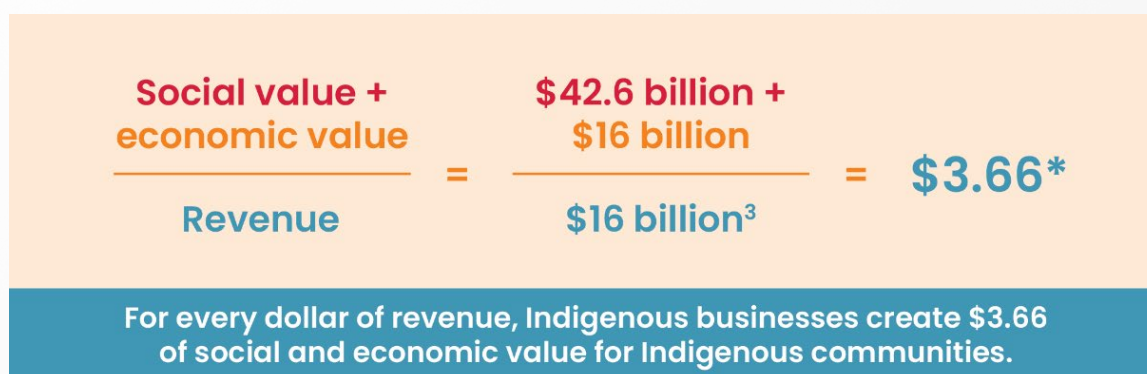 Social value +
economic value
Revenue
=
$42.6 billion +
$16 billion
$16 billion³
=
$3.66*
For every dollar of revenue, Indigenous businesses create $3.66
of social and economic value for Indigenous communities.